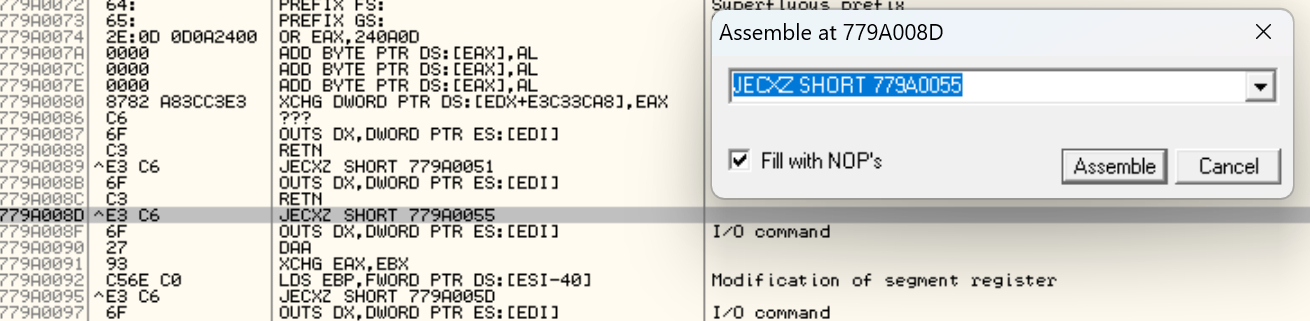 779A0072 64: PREFIX FS: Superfluous prefix
779A0073 65: PREFIX GS:
779A0074 2E:0D 0D0A2400 OR EAX,240A0D
779A007A 0000 ADD BYTE PTR DS:[EAX],AL
779A007C 0000 ADD BYTE PTR DS:[EAX],AL
779A007E 0000 ADD BYTE PTR DS:[EAX],AL
779A0080 8782 A83CC3E3 XCHG DWORD PTR DS:[EDX+E3C33CA8],EAX
779A0086 C6 ???
779A0087 6F OUTS DX,DWORD PTR ES:[EDI]
779A0088 C3 RETN
779A0089 ^E3 C6 JECXZ SHORT 779A0051
779A008B 6F OUTS DX,DWORD PTR ES:[EDI]
779A008C C3 RETN
779A008D ^E3 C6 JECXZ SHORT 779A0055
779A008F 6F OUTS DX,DWORD PTR ES:[EDI] I/O command
779A0090 27 DAA
779A0091 93 XCHG EAX,EBX
779A0092 C56E C0 LDS EBP,FWORD PTR DS:[ESI-40] Modification of segment register
779A0095 ^E3 C6 JECXZ SHORT 779A005D
779A0097 6F OUTS DX,DWORD PTR ES:[EDI] I/O command
Assemble at 779A008D
JECXZ SHORT 779A0055
Fill with NOP's
Assemble Cancel